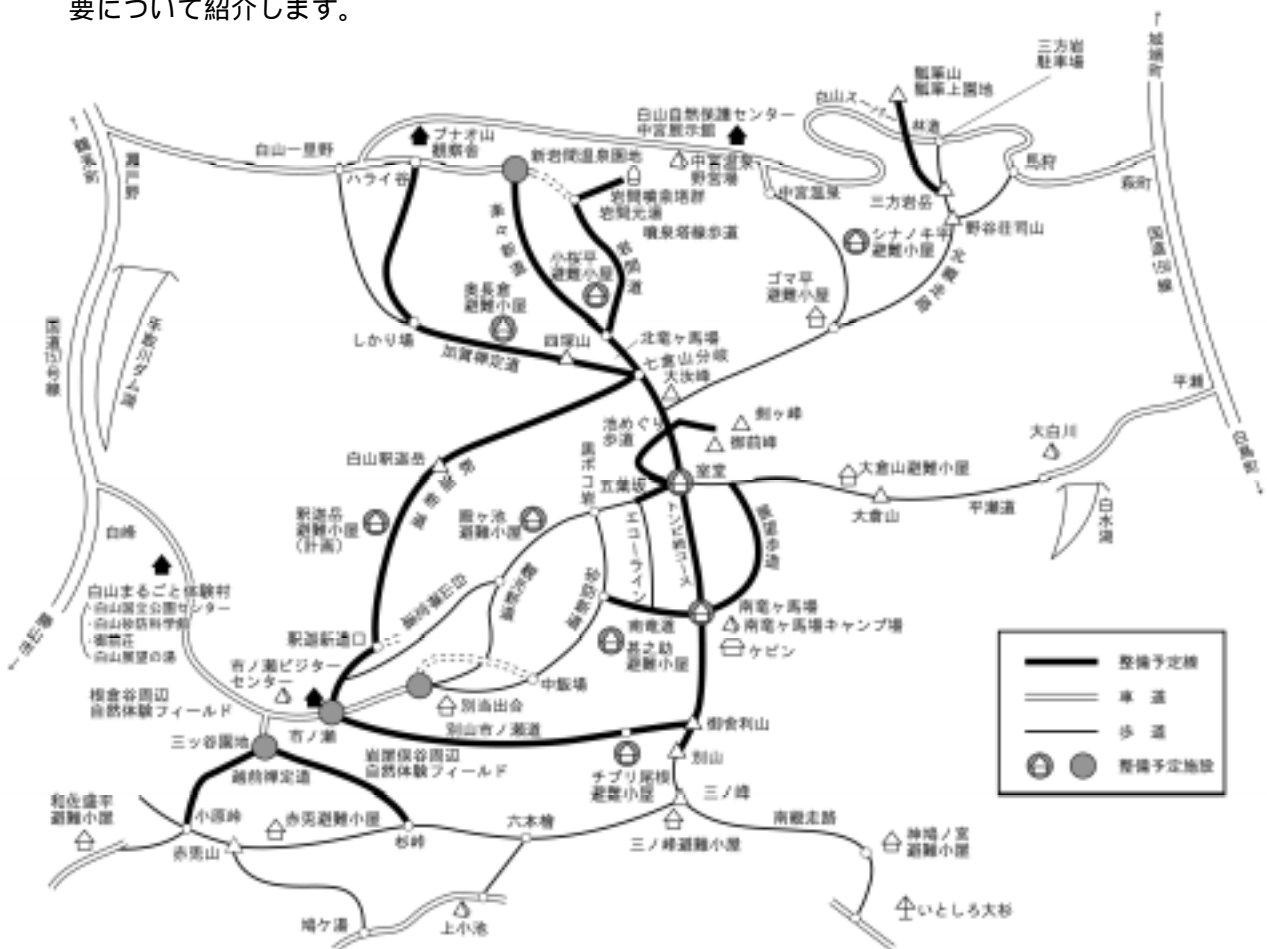 要について紹介します。
↑城端町
三方岩
駐車場
瓢箪山
瓢箪上園地
白山スーパー林道
白山自然保護センター
中宮展示館
ブナオ山
観察舎
新岩間温泉園地
白山一里野
ハライ谷
中宮温泉
野営場
中宮温泉
馬狩
萩町
岩間噴泉塔群
岩間元湯
噴泉塔線歩道
三方岩岳
野谷荘司山
シナノキ平
避難小屋
小桜平
避難小屋
岩間道
ゴマ平
避難小屋
北縦走路
奥長倉
避難小屋
しかり場
加賀禅定道
四塚山
北竜ヶ馬場
七倉山分岐
大汝峰
平瀬
国道157号線
手取川ダム湖
池めぐり
歩道
剣ヶ峰
御前峰
大白川
白山釈迦岳
黒ボコ岩
五葉坂
室堂
大倉山避難小屋
大倉山
平瀬道
白水湖
白鳥町↓
釈迦岳
避難小屋
(計画)
殿ヶ池
避難小屋
エコーライン
トンビ岩コース
展望歩道
白峰
白山まるごと体験村
・白山国立公園センター
・白山砂防科学館
・御前荘
・白山展望の湯
観光新道
砂防新道
南竜道
南竜ヶ馬場
南竜ヶ馬場キャンプ場
ケビン
甚之助
避難小屋
釈迦新道口
市ノ瀬ビジター
センター
中飯場
別当出合
根倉谷周辺
自然体験フィールド
市ノ瀬
別山市ノ瀬道
御舎利山
三ツ谷園地
岩屋俣谷周辺
自然体験フィールド
別山
越前禅定道
チブリ尾根
避難小屋
和佐盛平
避難小屋
小原峠
赤兎避難小屋
三ノ峰
六本檜
南縦走路
赤兎山
杉峠
三ノ峰避難小屋
神鳩ノ宮
避難小屋
鳩ヶ湯
上小池
いとしろ大杉
整備予定線
車道
歩道
整備予定施設